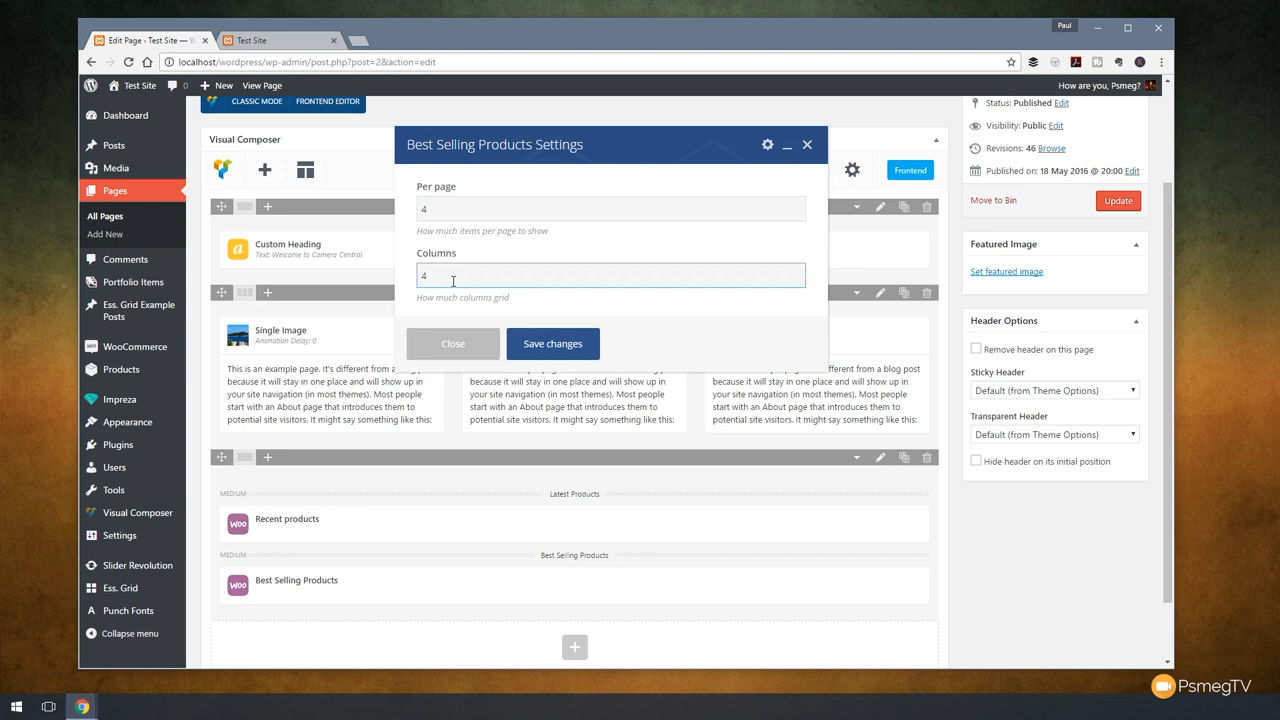 Paul
Edit Page ‹ Test Site — V
Test Site
localhost/wordpress/wp-admin/post.php?post=2&action=edit
Test Site
0
New
View Page
How are you, Psmeg?
Dashboard
Posts
Media
Pages
All Pages
Add New
Comments
Portfolio Items
Ess. Grid Example
Posts
WooCommerce
Products
Impreza
Appearance
Plugins
Users
Tools
Visual Composer
Settings
Slider Revolution
Ess. Grid
Punch Fonts
Collapse menu
CLASSIC MODE
FRONTEND EDITOR
Visual Composer
Frontend
Custom Heading
Text: Welcome to Camera Central
Single Image
Animation Delay: 0
This is an example page. It's different from a blog post
because it will stay in one place and will show up in
your site navigation (in most themes). Most people
start with an About page that introduces them to
potential site visitors. It might say something like this:
because it will stay in one place and will show up in
your site navigation (in most themes). Most people
start with an About page that introduces them to
potential site visitors. It might say something like this:
different from a blog post
because it will stay in one place and will show up in
your site navigation (in most themes). Most people
start with an About page that introduces them to
potential site visitors. It might say something like this:
MEDIUM
Latest Products
Woo
Recent products
MEDIUM
Best Selling Products
Woo
Best Selling Products
Best Selling Products Settings
Per page
4
How much items per page to show
Columns
4
How much columns grid
Close
Save changes
Status: Published Edit
Visibility: Public Edit
Revisions: 46 Browse
Published on: 18 May 2016 @ 20:00 Edit
Move to Bin
Update
Featured Image
Set featured image
Header Options
Remove header on this page
Sticky Header
Default (from Theme Options)
Transparent Header
Default (from Theme Options)
Hide header on its initial position
PsmegTV